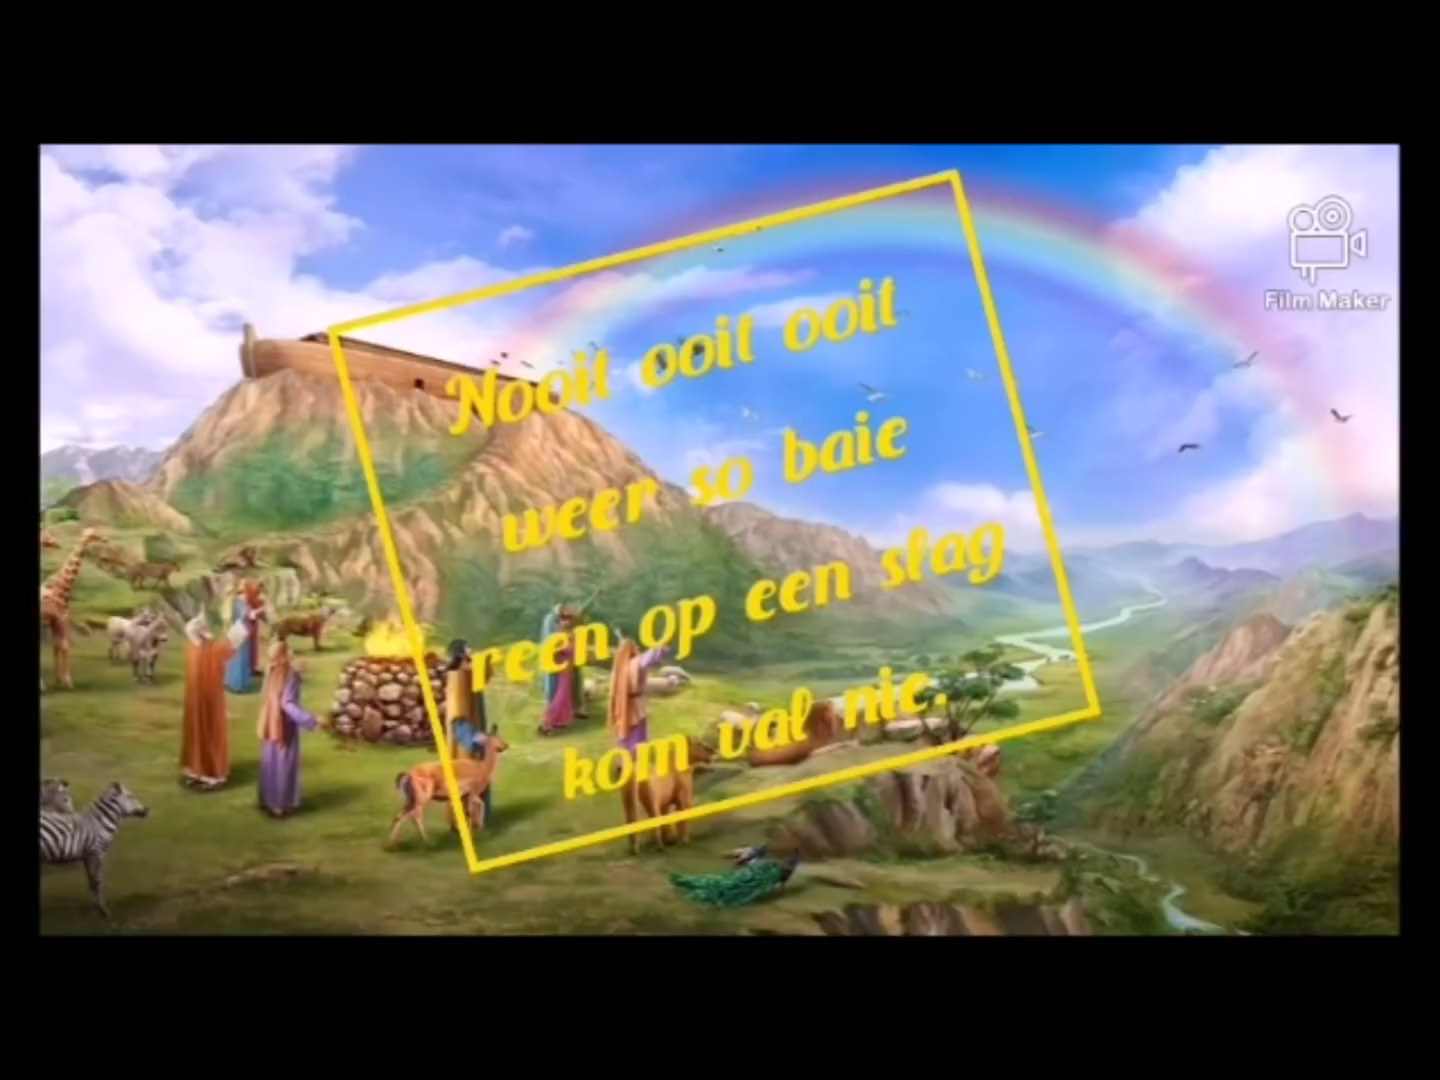 Nooit ooit ooit
weer so baie
reen op een slag
kom val nie.
Film Maker